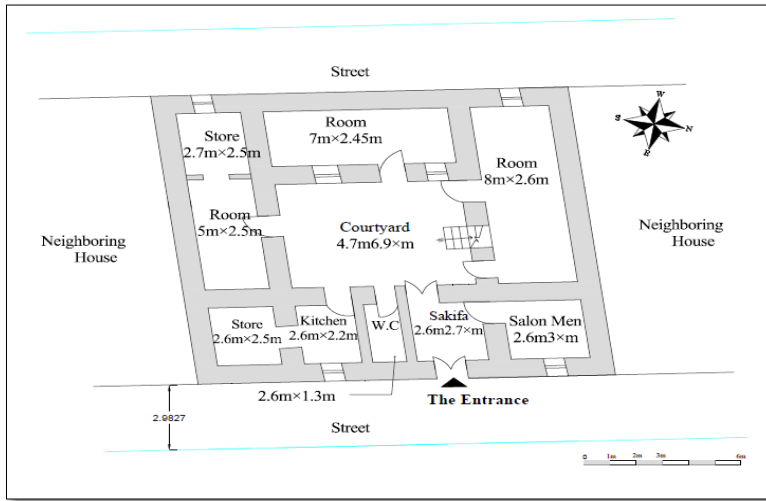 Street
W
S
N
E
Room
7m×2.45m
Store
2.7m×2.5m
Room
8m×2.6m
Room
5m×2.5m
Courtyard
4.7m6.9×m
Neighboring
House
Neighboring
House
Store
2.6m×2.5m
Kitchen
2.6m×2.2m
W.C
Sakifa
2.6m2.7×m
Salon Men
2.6m3×m
2.6m×1.3m
The Entrance
2.9827
Street
0 1m 2m 3m 6m